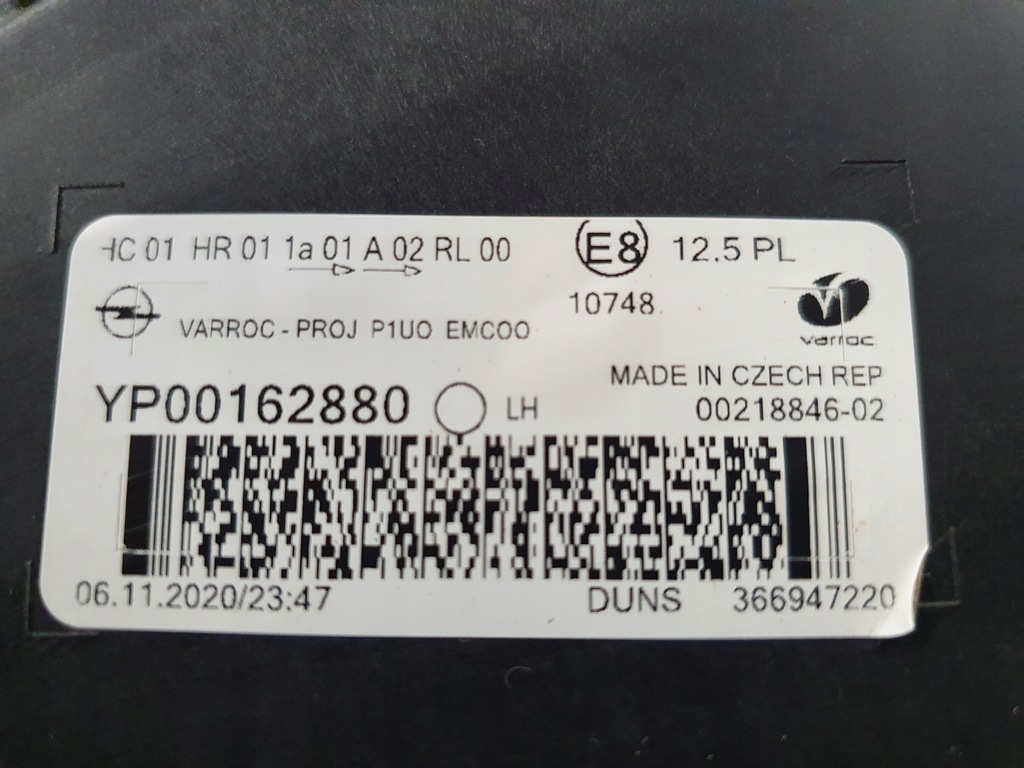 HC 01 HR 01 1a 01 A 02 RL 00
E8 12.5 PL
10748
VARROC - PROJ P1UO EMCOO
varroc
MADE IN CZECH REP
YP00162880 LH 00218846-02
06.11.2020/23:47 DUNS 366947220